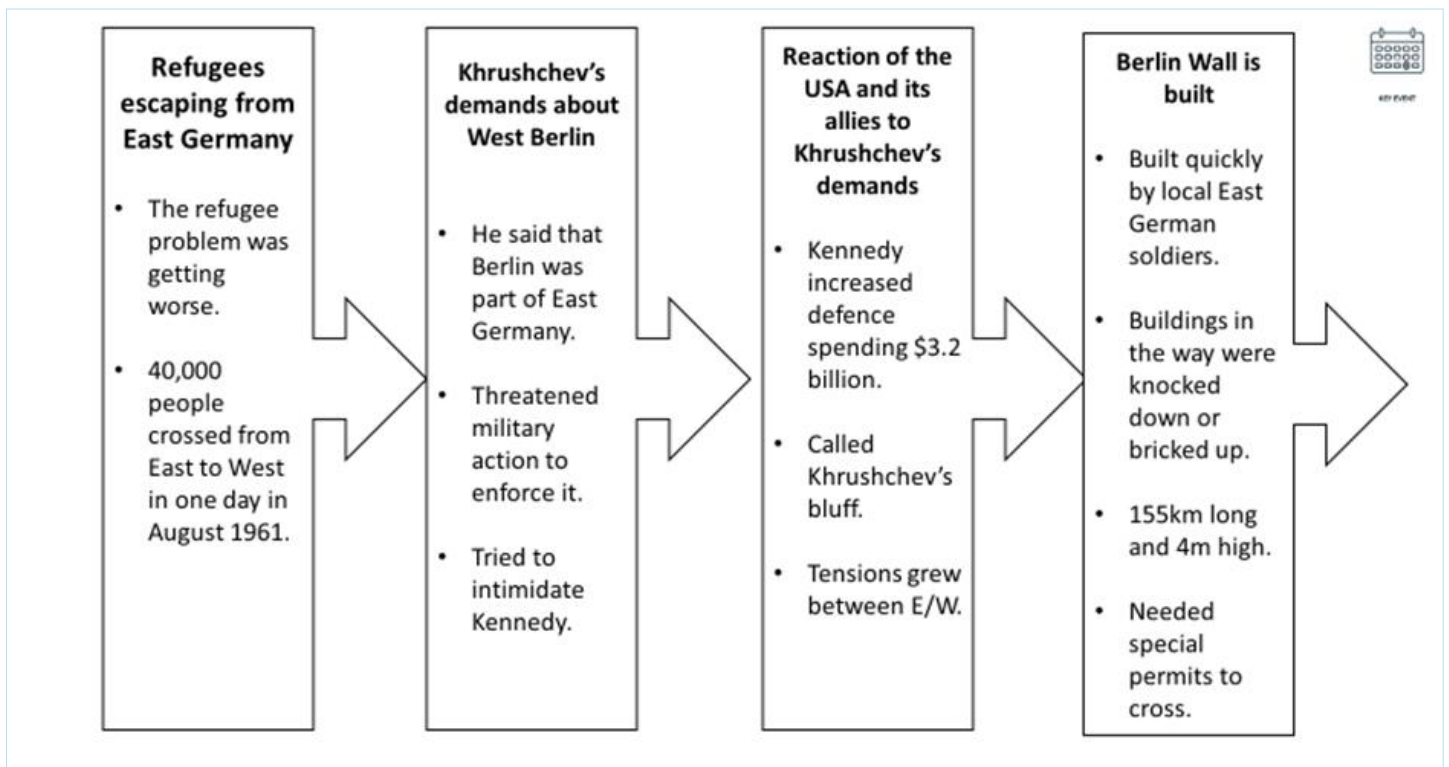 Refugees
escaping from
East Germany
• The refugee
problem was
getting
worse.
• 40,000
people
crossed from
East to West
in one day in
August 1961.
Khrushchev's
demands about
West Berlin
• He said that
Berlin was
part of East
Germany.
• Threatened
military
action to
enforce it.
• Tried to
intimidate
Kennedy.
Reaction of the
USA and its
allies to
Khrushchev's
demands
• Kennedy
increased
defence
spending $3.2
billion.
• Called
Khrushchev's
bluff.
• Tensions grew
between E/W.
Berlin Wall is
built
• Built quickly
by local East
German
soldiers.
• Buildings in
the way were
knocked
down or
bricked up.
• 155km long
and 4m high.
• Needed
special
permits to
cross.
KEY EVENT